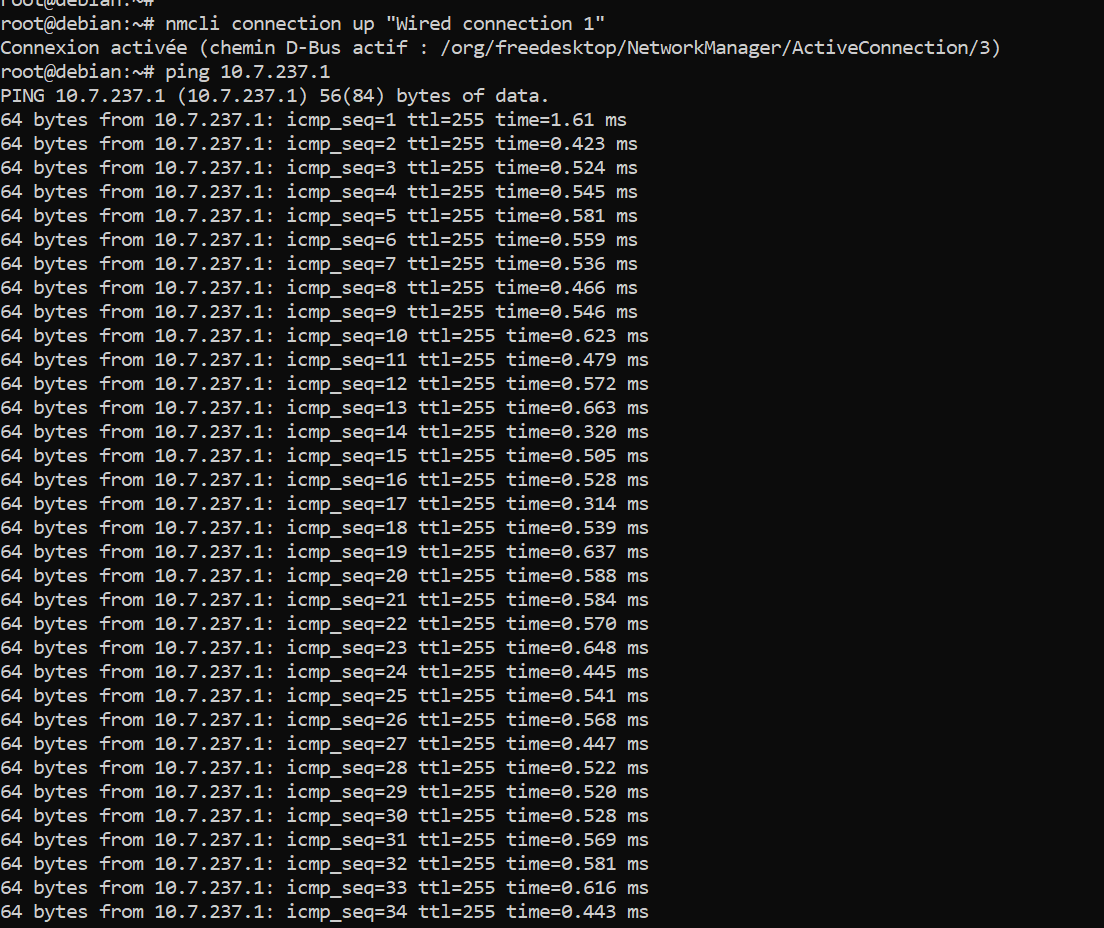 root@debian:~#
root@debian:~# nmcli connection up "Wired connection 1"
Connexion activée (chemin D-Bus actif : /org/freedesktop/NetworkManager/ActiveConnection/3)
root@debian:~# ping 10.7.237.1
PING 10.7.237.1 (10.7.237.1) 56(84) bytes of data.
64 bytes from 10.7.237.1: icmp_seq=1 ttl=255 time=1.61 ms
64 bytes from 10.7.237.1: icmp_seq=2 ttl=255 time=0.423 ms
64 bytes from 10.7.237.1: icmp_seq=3 ttl=255 time=0.524 ms
64 bytes from 10.7.237.1: icmp_seq=4 ttl=255 time=0.545 ms
64 bytes from 10.7.237.1: icmp_seq=5 ttl=255 time=0.581 ms
64 bytes from 10.7.237.1: icmp_seq=6 ttl=255 time=0.559 ms
64 bytes from 10.7.237.1: icmp_seq=7 ttl=255 time=0.536 ms
64 bytes from 10.7.237.1: icmp_seq=8 ttl=255 time=0.466 ms
64 bytes from 10.7.237.1: icmp_seq=9 ttl=255 time=0.546 ms
64 bytes from 10.7.237.1: icmp_seq=10 ttl=255 time=0.623 ms
64 bytes from 10.7.237.1: icmp_seq=11 ttl=255 time=0.479 ms
64 bytes from 10.7.237.1: icmp_seq=12 ttl=255 time=0.572 ms
64 bytes from 10.7.237.1: icmp_seq=13 ttl=255 time=0.663 ms
64 bytes from 10.7.237.1: icmp_seq=14 ttl=255 time=0.320 ms
64 bytes from 10.7.237.1: icmp_seq=15 ttl=255 time=0.505 ms
64 bytes from 10.7.237.1: icmp_seq=16 ttl=255 time=0.528 ms
64 bytes from 10.7.237.1: icmp_seq=17 ttl=255 time=0.314 ms
64 bytes from 10.7.237.1: icmp_seq=18 ttl=255 time=0.539 ms
64 bytes from 10.7.237.1: icmp_seq=19 ttl=255 time=0.637 ms
64 bytes from 10.7.237.1: icmp_seq=20 ttl=255 time=0.588 ms
64 bytes from 10.7.237.1: icmp_seq=21 ttl=255 time=0.584 ms
64 bytes from 10.7.237.1: icmp_seq=22 ttl=255 time=0.570 ms
64 bytes from 10.7.237.1: icmp_seq=23 ttl=255 time=0.648 ms
64 bytes from 10.7.237.1: icmp_seq=24 ttl=255 time=0.445 ms
64 bytes from 10.7.237.1: icmp_seq=25 ttl=255 time=0.541 ms
64 bytes from 10.7.237.1: icmp_seq=26 ttl=255 time=0.568 ms
64 bytes from 10.7.237.1: icmp_seq=27 ttl=255 time=0.447 ms
64 bytes from 10.7.237.1: icmp_seq=28 ttl=255 time=0.522 ms
64 bytes from 10.7.237.1: icmp_seq=29 ttl=255 time=0.520 ms
64 bytes from 10.7.237.1: icmp_seq=30 ttl=255 time=0.528 ms
64 bytes from 10.7.237.1: icmp_seq=31 ttl=255 time=0.569 ms
64 bytes from 10.7.237.1: icmp_seq=32 ttl=255 time=0.581 ms
64 bytes from 10.7.237.1: icmp_seq=33 ttl=255 time=0.616 ms
64 bytes from 10.7.237.1: icmp_seq=34 ttl=255 time=0.443 ms